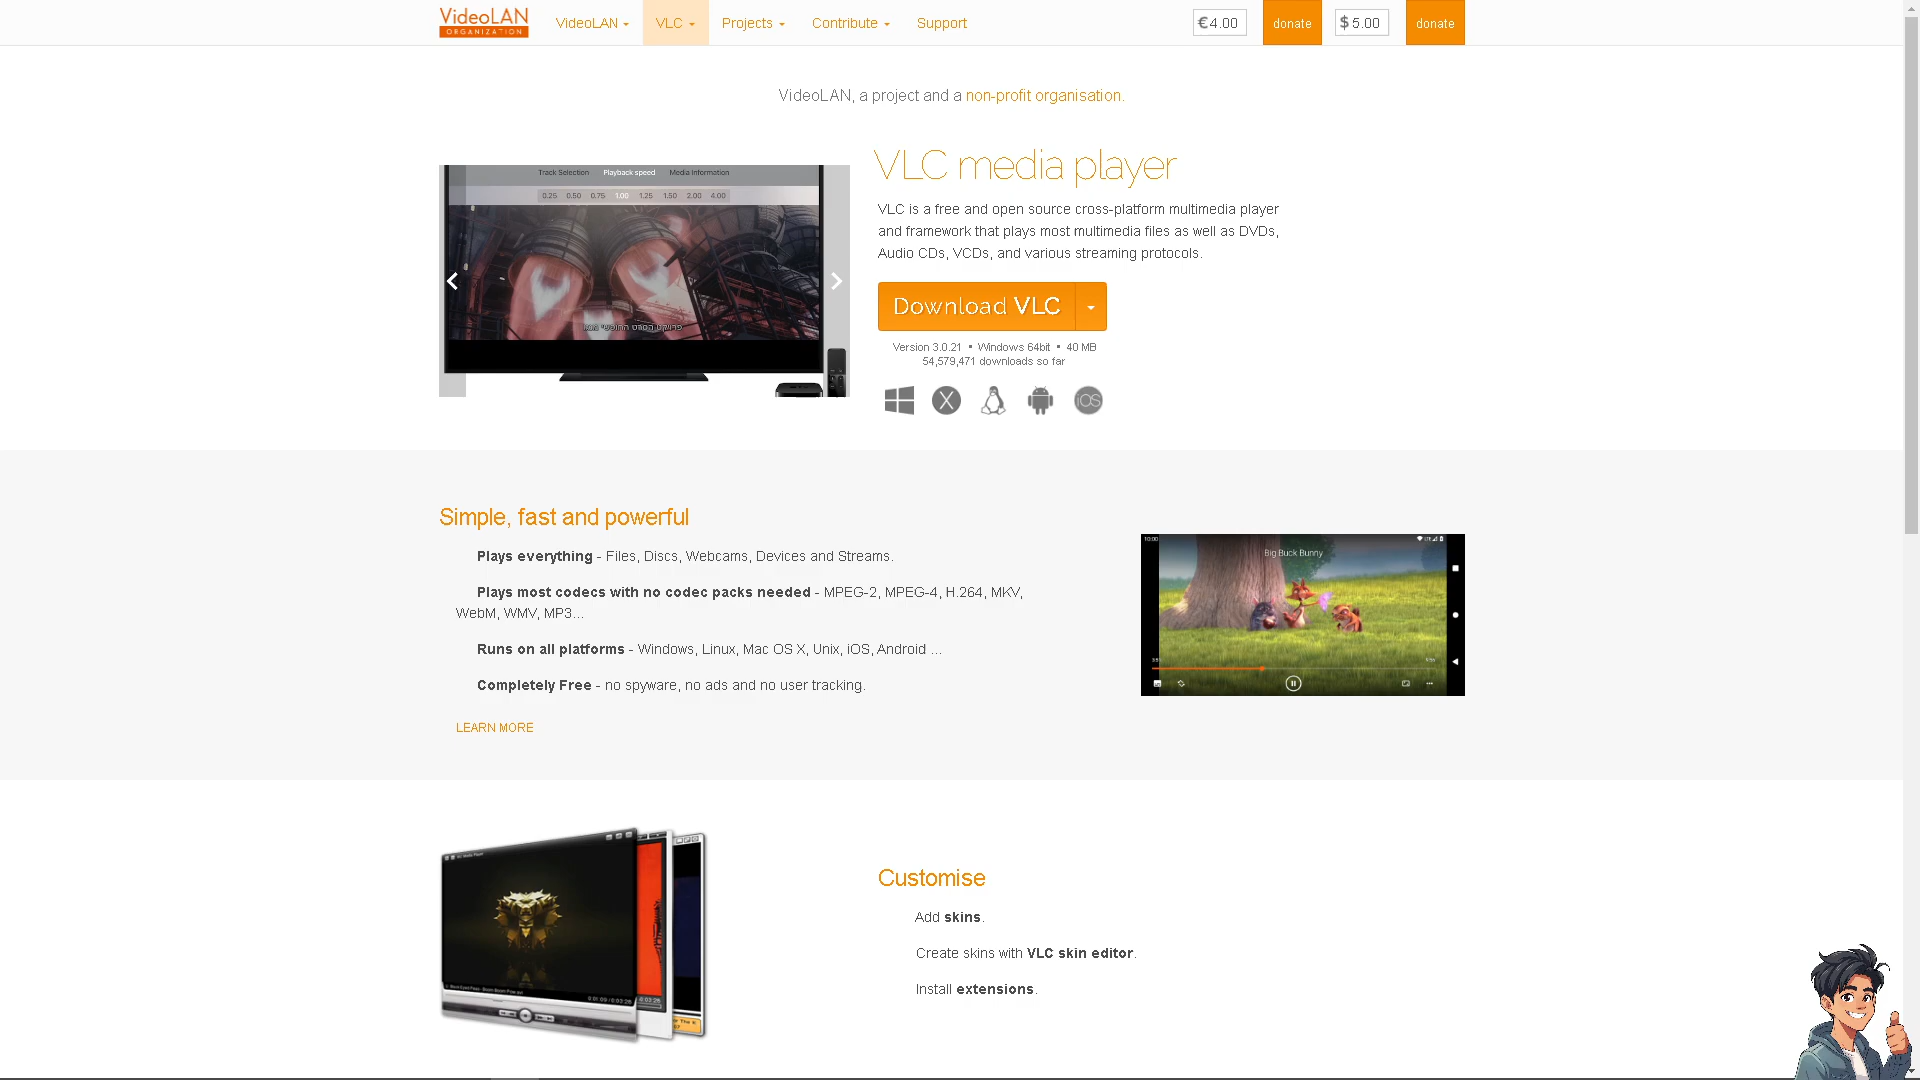 VideoLAN
ORGANIZATION
VideoLAN
VLC
Projects
Contribute
Support
€ 4.00
donate
$ 5.00
donate
VideoLAN, a project and a non-profit organisation.
Track Selection Playback speed Media Information
0.25 0.50 0.75 1.00 1.25 1.50 2.00 4.00
VLC media player
VLC is a free and open source cross-platform multimedia player
and framework that plays most multimedia files as well as DVDs,
Audio CDs, VCDs, and various streaming protocols.
Download VLC
Version 3.0.21 • Windows 64bit • 40 MB
54,579,471 downloads so far
X
iOS
Simple, fast and powerful
Plays everything - Files, Discs, Webcams, Devices and Streams.
Plays most codecs with no codec packs needed - MPEG-2, MPEG-4, H.264, MKV,
WebM, WMV, MP3...
Runs on all platforms - Windows, Linux, Mac OS X, Unix, iOS, Android ...
Completely Free - no spyware, no ads and no user tracking.
LEARN MORE
10:00
Big Buck Bunny
Customise
Add skins.
Create skins with VLC skin editor.
Install extensions.